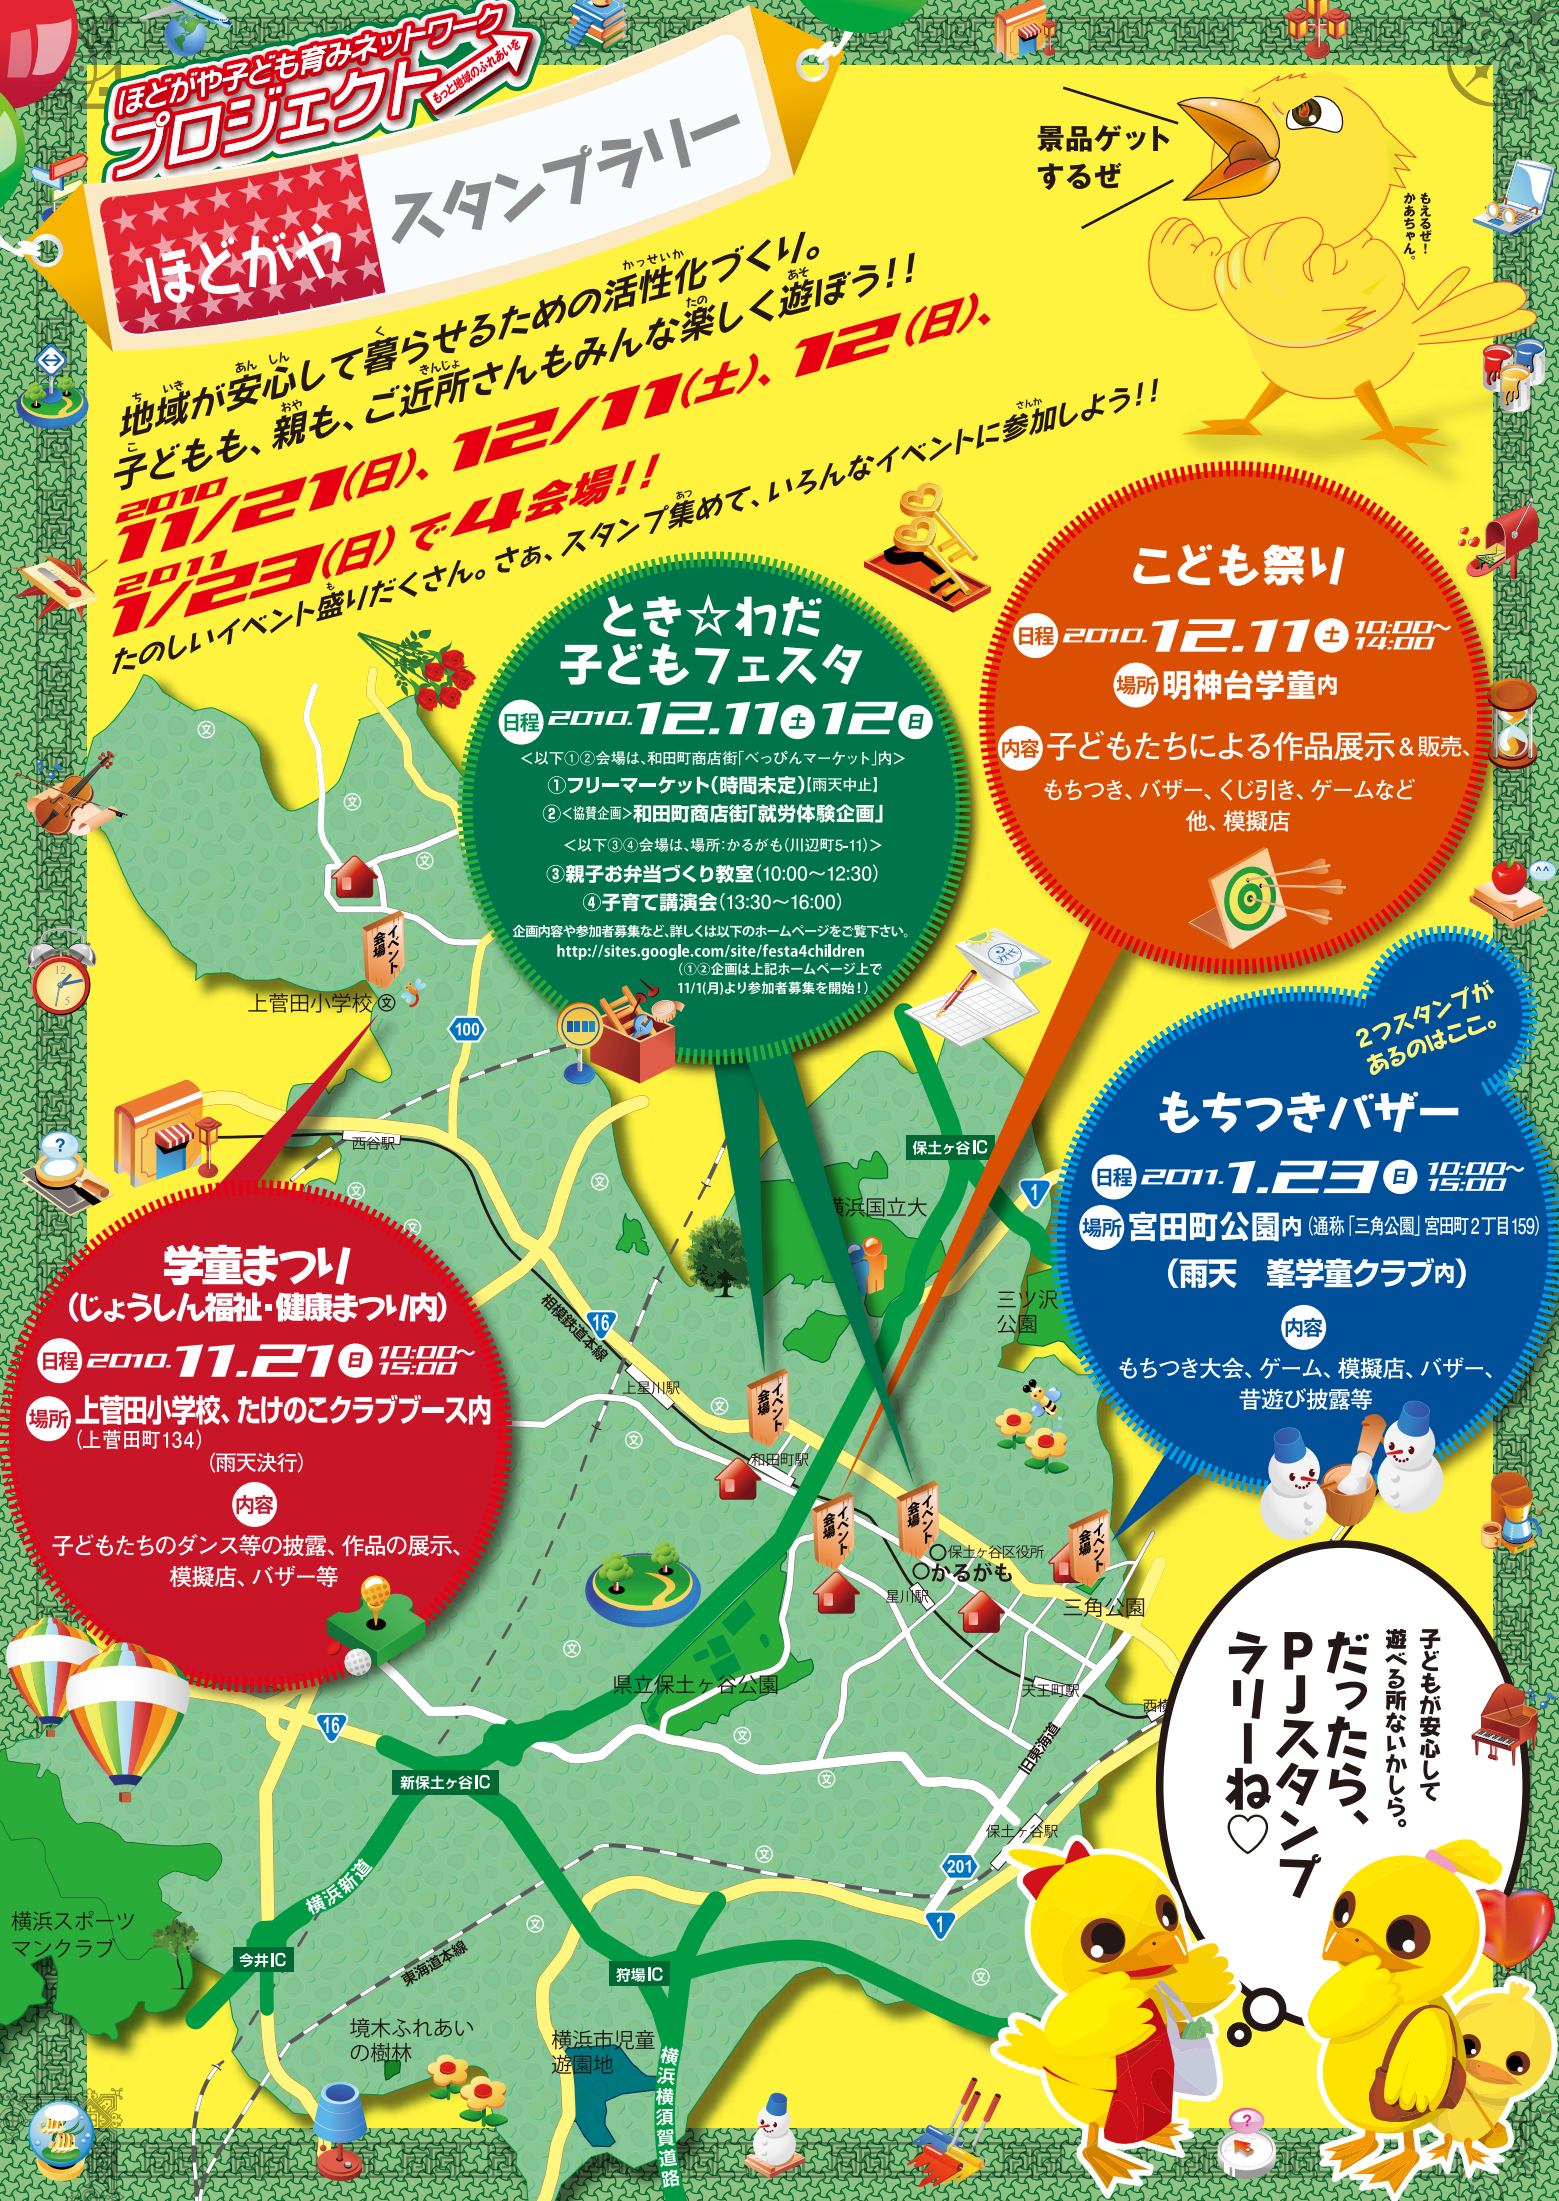 ほどがや子ども育みネットワーク
プロジェクト
もっと地域のふれあいを
ほどがや スタンプラリー
地域が安心して暮らせるための活性化づくり。
子どもも、親も、ご近所さんもみんな楽しく遊ぼう!!
2010
11/21(日)、12/11(土)、12(日)、
2011
1/23(日)で4会場!!
たのしいイベント盛りだくさん。さぁ、スタンプ集めて、いろんなイベントに参加しよう!!
景品ゲット
するぜ
もえるぜ!
かあちゃん。
とき☆わだ
子どもフェスタ
日程 2010.12.11土12日
<以下①②会場は、和田町商店街「べっぴんマーケット」内>
①フリーマーケット(時間未定)【雨天中止】
②<協賛企画>和田町商店街「就労体験企画」
<以下③④会場は、場所:かるがも(川辺町5-11)>
③親子お弁当づくり教室(10:00〜12:30)
④子育て講演会(13:30〜16:00)
企画内容や参加者募集など、詳しくは以下のホームページをご覧下さい。
http://sites.google.com/site/festa4children
(①②企画は上記ホームページ上で
11/1(月)より参加者募集を開始!)
こども祭り
日程 2010.12.11土 10:00〜
14:00
場所 明神台学童内
内容 子どもたちによる作品展示&販売、
もちつき、バザー、くじ引き、ゲームなど
他、模擬店
2つスタンプが
あるのはここ。
もちつきバザー
日程 2011.1.23日 10:00〜
15:00
場所 宮田町公園内(通称「三角公園」宮田町2丁目159)
(雨天 峯学童クラブ内)
内容
もちつき大会、ゲーム、模擬店、バザー、
昔遊び披露等
学童まつり
(じょうしん福祉・健康まつり内)
日程 2010.11.21日 10:00〜
15:00
場所 上菅田小学校、たけのこクラブブース内
(上菅田町134)
(雨天決行)
内容
子どもたちのダンス等の披露、作品の展示、
模擬店、バザー等
イベント
会場
上菅田小学校
文
100
西谷駅
保土ヶ谷IC
1
横浜国立大
三ツ沢
公園
相模鉄道本線
16
上星川駅
イベント
会場
和田町駅
イベント
会場
イベント
会場
イベント
会場
保土ヶ谷区役所
かるがも
星川駅
三角公園
県立保土ヶ谷公園
天王町駅
西横
旧東海道
16
新保土ヶ谷IC
保土ヶ谷駅
201
1
横浜新道
横浜スポーツ
マンクラブ
今井IC
東海道本線
狩場IC
境木ふれあい
の樹林
横浜市児童
遊園地
横浜横須賀道路
子どもが安心して
遊べる所ないかしら。
だったら、
PJスタンプ
ラリーね♡